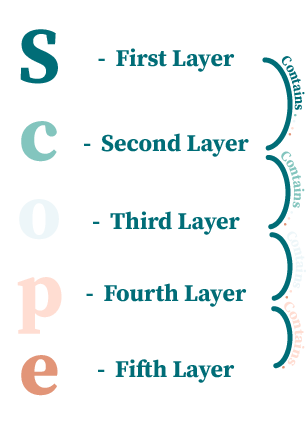 S - First Layer
Contains.
c - Second Layer
Contains
o - Third Layer
Contains
p - Fourth Layer
Contains
e - Fifth Layer